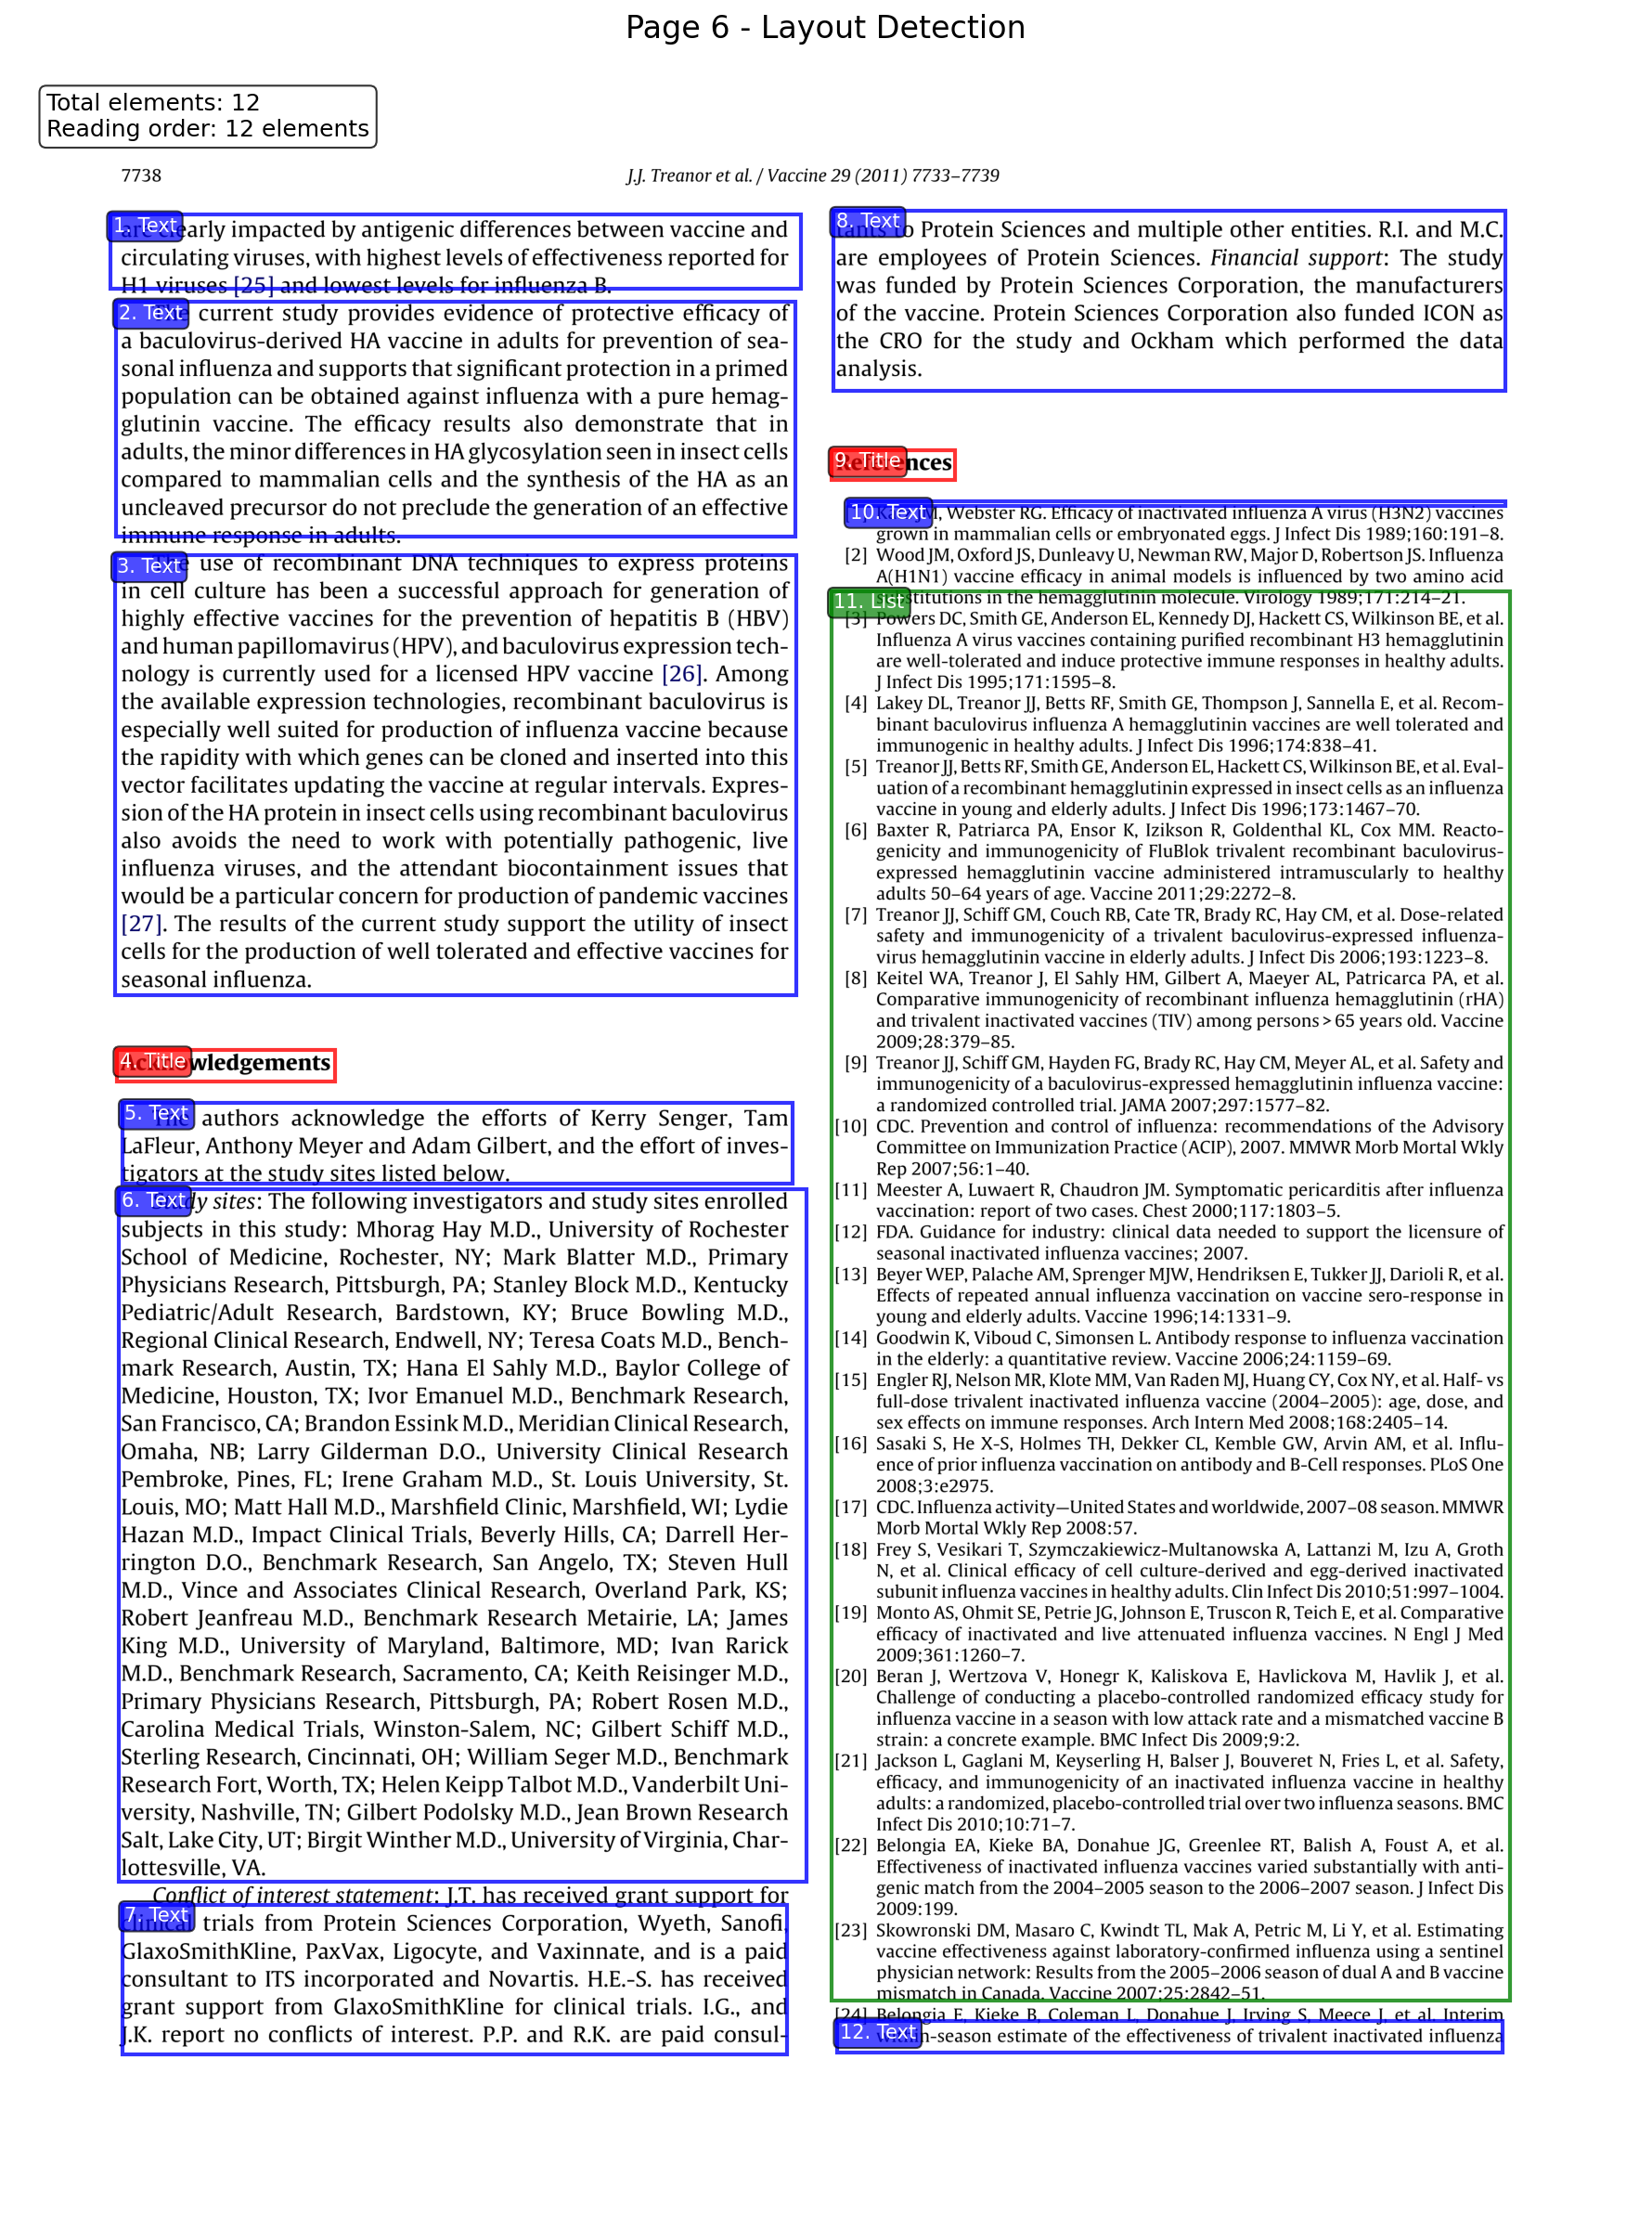 Page 6 - Layout Detection
Total elements: 12
Reading order: 12 elements
7738
J.J. Treanor et al. / Vaccine 29 (2011) 7733–7739
1. Text
are clearly impacted by antigenic differences between vaccine and
circulating viruses, with highest levels of effectiveness reported for
H1 viruses [25] and lowest levels for influenza B.
2. Text
The current study provides evidence of protective efficacy of
a baculovirus-derived HA vaccine in adults for prevention of sea-
sonal influenza and supports that significant protection in a primed
population can be obtained against influenza with a pure hemag-
glutinin vaccine. The efficacy results also demonstrate that in
adults, the minor differences in HA glycosylation seen in insect cells
compared to mammalian cells and the synthesis of the HA as an
uncleaved precursor do not preclude the generation of an effective
immune response in adults.
3. Text
The use of recombinant DNA techniques to express proteins
in cell culture has been a successful approach for generation of
highly effective vaccines for the prevention of hepatitis B (HBV)
and human papillomavirus (HPV), and baculovirus expression tech-
nology is currently used for a licensed HPV vaccine [26]. Among
the available expression technologies, recombinant baculovirus is
especially well suited for production of influenza vaccine because
the rapidity with which genes can be cloned and inserted into this
vector facilitates updating the vaccine at regular intervals. Expres-
sion of the HA protein in insect cells using recombinant baculovirus
also avoids the need to work with potentially pathogenic, live
influenza viruses, and the attendant biocontainment issues that
would be a particular concern for production of pandemic vaccines
[27]. The results of the current study support the utility of insect
cells for the production of well tolerated and effective vaccines for
seasonal influenza.
4. Title
Acknowledgements
5. Text
The authors acknowledge the efforts of Kerry Senger, Tam
LaFleur, Anthony Meyer and Adam Gilbert, and the effort of inves-
tigators at the study sites listed below.
6. Text
Study sites: The following investigators and study sites enrolled
subjects in this study: Mhorag Hay M.D., University of Rochester
School of Medicine, Rochester, NY; Mark Blatter M.D., Primary
Physicians Research, Pittsburgh, PA; Stanley Block M.D., Kentucky
Pediatric/Adult Research, Bardstown, KY; Bruce Bowling M.D.,
Regional Clinical Research, Endwell, NY; Teresa Coats M.D., Bench-
mark Research, Austin, TX; Hana El Sahly M.D., Baylor College of
Medicine, Houston, TX; Ivor Emanuel M.D., Benchmark Research,
San Francisco, CA; Brandon Essink M.D., Meridian Clinical Research,
Omaha, NB; Larry Gilderman D.O., University Clinical Research
Pembroke, Pines, FL; Irene Graham M.D., St. Louis University, St.
Louis, MO; Matt Hall M.D., Marshfield Clinic, Marshfield, WI; Lydie
Hazan M.D., Impact Clinical Trials, Beverly Hills, CA; Darrell Her-
rington D.O., Benchmark Research, San Angelo, TX; Steven Hull
M.D., Vince and Associates Clinical Research, Overland Park, KS;
Robert Jeanfreau M.D., Benchmark Research Metairie, LA; James
King M.D., University of Maryland, Baltimore, MD; Ivan Rarick
M.D., Benchmark Research, Sacramento, CA; Keith Reisinger M.D.,
Primary Physicians Research, Pittsburgh, PA; Robert Rosen M.D.,
Carolina Medical Trials, Winston-Salem, NC; Gilbert Schiff M.D.,
Sterling Research, Cincinnati, OH; William Seger M.D., Benchmark
Research Fort, Worth, TX; Helen Keipp Talbot M.D., Vanderbilt Uni-
versity, Nashville, TN; Gilbert Podolsky M.D., Jean Brown Research
Salt, Lake City, UT; Birgit Winther M.D., University of Virginia, Char-
lottesville, VA.
Conflict of interest statement: J.T. has received grant support for
7. Text
clinical trials from Protein Sciences Corporation, Wyeth, Sanofi,
GlaxoSmithKline, PaxVax, Ligocyte, and Vaxinnate, and is a paid
consultant to ITS incorporated and Novartis. H.E.-S. has received
grant support from GlaxoSmithKline for clinical trials. I.G., and
J.K. report no conflicts of interest. P.P. and R.K. are paid consul-
8. Text
tants to Protein Sciences and multiple other entities. R.I. and M.C.
are employees of Protein Sciences. Financial support: The study
was funded by Protein Sciences Corporation, the manufacturers
of the vaccine. Protein Sciences Corporation also funded ICON as
the CRO for the study and Ockham which performed the data
analysis.
9. Title
References
10. Text
Webster RG. Efficacy of inactivated influenza A virus (H3N2) vaccines
grown in mammalian cells or embryonated eggs. J Infect Dis 1989;160:191–8.
[2] Wood JM, Oxford JS, Dunleavy U, Newman RW, Major D, Robertson JS. Influenza
A(H1N1) vaccine efficacy in animal models is influenced by two amino acid
11. List
substitutions in the hemagglutinin molecule. Virology 1989;171:214–21.
[3] Powers DC, Smith GE, Anderson EL, Kennedy DJ, Hackett CS, Wilkinson BE, et al.
Influenza A virus vaccines containing purified recombinant H3 hemagglutinin
are well-tolerated and induce protective immune responses in healthy adults.
J Infect Dis 1995;171:1595–8.
[4] Lakey DL, Treanor JJ, Betts RF, Smith GE, Thompson J, Sannella E, et al. Recom-
binant baculovirus influenza A hemagglutinin vaccines are well tolerated and
immunogenic in healthy adults. J Infect Dis 1996;174:838–41.
[5] Treanor JJ, Betts RF, Smith GE, Anderson EL, Hackett CS, Wilkinson BE, et al. Eval-
uation of a recombinant hemagglutinin expressed in insect cells as an influenza
vaccine in young and elderly adults. J Infect Dis 1996;173:1467–70.
[6] Baxter R, Patriarca PA, Ensor K, Izikson R, Goldenthal KL, Cox MM. Reacto-
genicity and immunogenicity of FluBlok trivalent recombinant baculovirus-
expressed hemagglutinin vaccine administered intramuscularly to healthy
adults 50–64 years of age. Vaccine 2011;29:2272–8.
[7] Treanor JJ, Schiff GM, Couch RB, Cate TR, Brady RC, Hay CM, et al. Dose-related
safety and immunogenicity of a trivalent baculovirus-expressed influenza-
virus hemagglutinin vaccine in elderly adults. J Infect Dis 2006;193:1223–8.
[8] Keitel WA, Treanor J, El Sahly HM, Gilbert A, Maeyer AL, Patricarca PA, et al.
Comparative immunogenicity of recombinant influenza hemagglutinin (rHA)
and trivalent inactivated vaccines (TIV) among persons > 65 years old. Vaccine
2009;28:379–85.
[9] Treanor JJ, Schiff GM, Hayden FG, Brady RC, Hay CM, Meyer AL, et al. Safety and
immunogenicity of a baculovirus-expressed hemagglutinin influenza vaccine:
a randomized controlled trial. JAMA 2007;297:1577–82.
[10] CDC. Prevention and control of influenza: recommendations of the Advisory
Committee on Immunization Practice (ACIP), 2007. MMWR Morb Mortal Wkly
Rep 2007;56:1–40.
[11] Meester A, Luwaert R, Chaudron JM. Symptomatic pericarditis after influenza
vaccination: report of two cases. Chest 2000;117:1803–5.
[12] FDA. Guidance for industry: clinical data needed to support the licensure of
seasonal inactivated influenza vaccines; 2007.
[13] Beyer WEP, Palache AM, Sprenger MJW, Hendriksen E, Tukker JJ, Darioli R, et al.
Effects of repeated annual influenza vaccination on vaccine sero-response in
young and elderly adults. Vaccine 1996;14:1331–9.
[14] Goodwin K, Viboud C, Simonsen L. Antibody response to influenza vaccination
in the elderly: a quantitative review. Vaccine 2006;24:1159–69.
[15] Engler RJ, Nelson MR, Klote MM, Van Raden MJ, Huang CY, Cox NY, et al. Half- vs
full-dose trivalent inactivated influenza vaccine (2004–2005): age, dose, and
sex effects on immune responses. Arch Intern Med 2008;168:2405–14.
[16] Sasaki S, He X-S, Holmes TH, Dekker CL, Kemble GW, Arvin AM, et al. Influ-
ence of prior influenza vaccination on antibody and B-Cell responses. PLoS One
2008;3:e2975.
[17] CDC. Influenza activity—United States and worldwide, 2007–08 season. MMWR
Morb Mortal Wkly Rep 2008:57.
[18] Frey S, Vesikari T, Szymczakiewicz-Multanowska A, Lattanzi M, Izu A, Groth
N, et al. Clinical efficacy of cell culture-derived and egg-derived inactivated
subunit influenza vaccines in healthy adults. Clin Infect Dis 2010;51:997–1004.
[19] Monto AS, Ohmit SE, Petrie JG, Johnson E, Truscon R, Teich E, et al. Comparative
efficacy of inactivated and live attenuated influenza vaccines. N Engl J Med
2009;361:1260–7.
[20] Beran J, Wertzova V, Honegr K, Kaliskova E, Havlickova M, Havlik J, et al.
Challenge of conducting a placebo-controlled randomized efficacy study for
influenza vaccine in a season with low attack rate and a mismatched vaccine B
strain: a concrete example. BMC Infect Dis 2009;9:2.
[21] Jackson L, Gaglani M, Keyserling H, Balser J, Bouveret N, Fries L, et al. Safety,
efficacy, and immunogenicity of an inactivated influenza vaccine in healthy
adults: a randomized, placebo-controlled trial over two influenza seasons. BMC
Infect Dis 2010;10:71–7.
[22] Belongia EA, Kieke BA, Donahue JG, Greenlee RT, Balish A, Foust A, et al.
Effectiveness of inactivated influenza vaccines varied substantially with anti-
genic match from the 2004–2005 season to the 2006–2007 season. J Infect Dis
2009:199.
[23] Skowronski DM, Masaro C, Kwindt TL, Mak A, Petric M, Li Y, et al. Estimating
vaccine effectiveness against laboratory-confirmed influenza using a sentinel
physician network: Results from the 2005–2006 season of dual A and B vaccine
mismatch in Canada. Vaccine 2007;25:2842–51.
[24] Belongia E, Kieke B, Coleman L, Donahue J, Irving S, Meece J, et al. Interim
12. Text
within-season estimate of the effectiveness of trivalent inactivated influenza